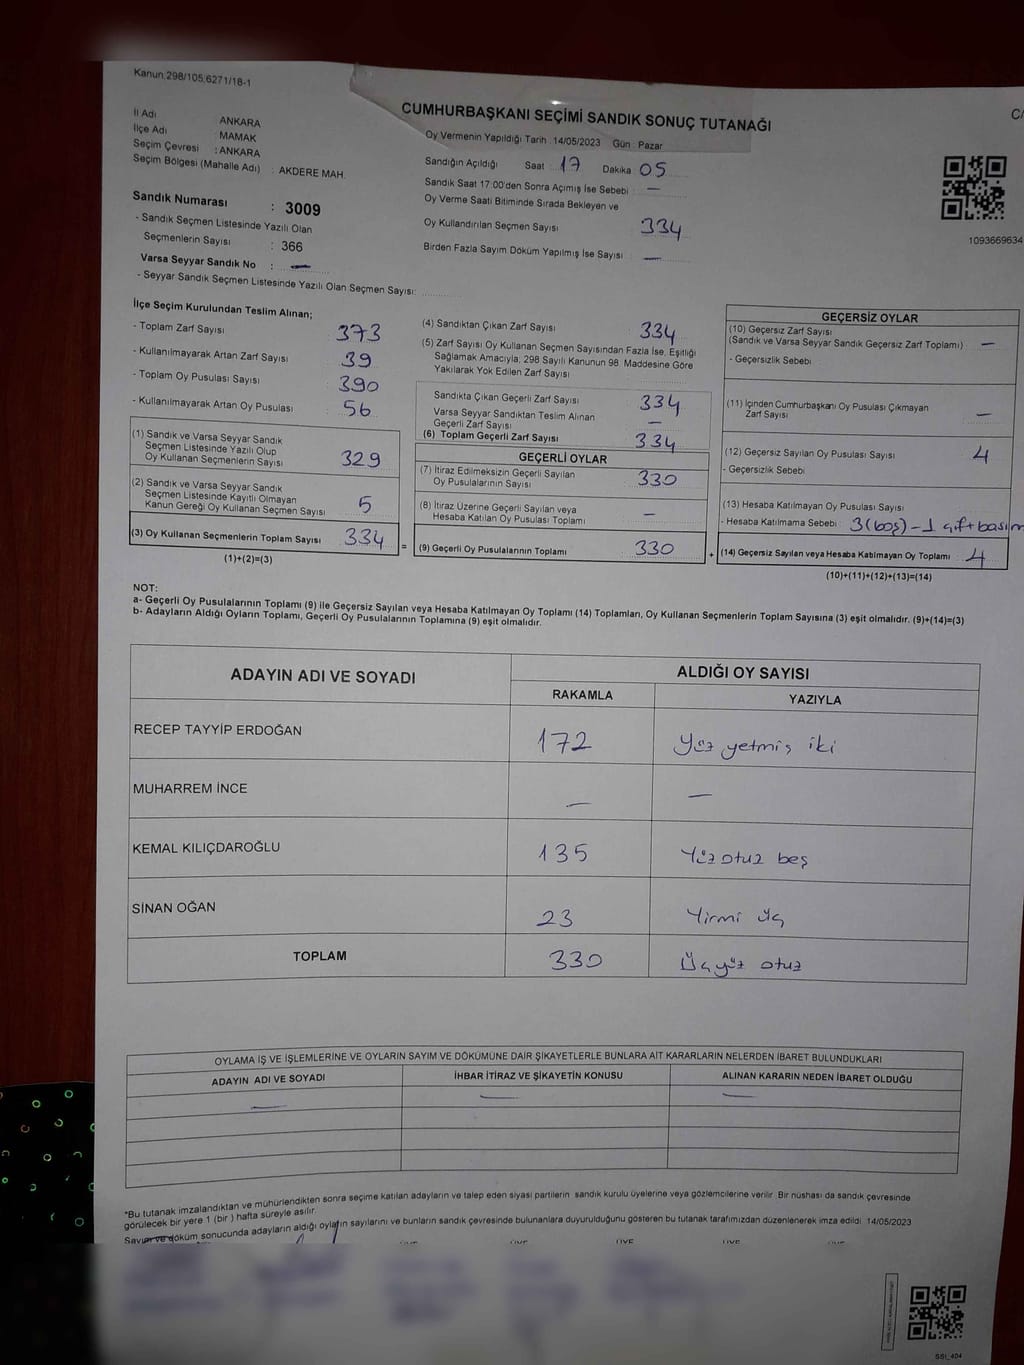 Kanun:298/105,6271/18-1
CUMHURBAŞKANI SEÇİMİ SANDIK SONUÇ TUTANAĞI
C/
İl Adı : ANKARA
İlçe Adı : MAMAK
Seçim Çevresi : ANKARA
Seçim Bölgesi (Mahalle Adı) : AKDERE MAH.
Oy Vermenin Yapıldığı Tarih : 14/05/2023 Gün : Pazar
Sandığın Açıldığı Saat 17 Dakika 05
Sandık Saat 17:00'den Sonra Açımış İse Sebebi : —
Oy Verme Saati Bitiminde Sırada Bekleyen ve
Oy Kullandırılan Seçmen Sayısı 334
Birden Fazla Sayım Döküm Yapılmış İse Sayısı —
1093669634
Sandık Numarası : 3009
- Sandık Seçmen Listesinde Yazılı Olan
Seçmenlerin Sayısı : 366
Varsa Seyyar Sandık No : —
- Seyyar Sandık Seçmen Listesinde Yazılı Olan Seçmen Sayısı:
İlçe Seçim Kurulundan Teslim Alınan;
- Toplam Zarf Sayısı 373
- Kullanılmayarak Artan Zarf Sayısı 39
- Toplam Oy Pusulası Sayısı 390
- Kullanılmayarak Artan Oy Pusulası 56
(1) Sandık ve Varsa Seyyar Sandık
Seçmen Listesinde Yazılı Olup
Oy Kullanan Seçmenlerin Sayısı 329
(2) Sandık ve Varsa Seyyar Sandık
Seçmen Listesinde Kayıtlı Olmayan
Kanun Gereği Oy Kullanan Seçmen Sayısı 5
(3) Oy Kullanan Seçmenlerin Toplam Sayısı 334 =
(1)+(2)=(3)
(4) Sandıktan Çıkan Zarf Sayısı 334
(5) Zarf Sayısı Oy Kullanan Seçmen Sayısından Fazla İse, Eşitliği
Sağlamak Amacıyla, 298 Sayılı Kanunun 98. Maddesine Göre
Yakılarak Yok Edilen Zarf Sayısı
Sandıkta Çıkan Geçerli Zarf Sayısı 334
Varsa Seyyar Sandıktan Teslim Alınan
Geçerli Zarf Sayısı —
(6) Toplam Geçerli Zarf Sayısı 334
GEÇERLİ OYLAR
(7) İtiraz Edilmeksizin Geçerli Sayılan
Oy Pusulalarının Sayısı 330
(8) İtiraz Üzerine Geçerli Sayılan veya
Hesaba Katılan Oy Pusulası Toplamı —
(9) Geçerli Oy Pusulalarının Toplamı 330 +
GEÇERSİZ OYLAR
(10) Geçersiz Zarf Sayısı
(Sandık ve Varsa Seyyar Sandık Geçersiz Zarf Toplamı) —
- Geçersizlik Sebebi
(11) İçinden Cumhurbaşkanı Oy Pusulası Çıkmayan
Zarf Sayısı —
(12) Geçersiz Sayılan Oy Pusulası Sayısı 4
- Geçersizlik Sebebi
(13) Hesaba Katılmayan Oy Pusulası Sayısı
- Hesaba Katılmama Sebebi 3 (boş) – 1 çift basım
(14) Geçersiz Sayılan veya Hesaba Katılmayan Oy Toplamı 4
(10)+(11)+(12)+(13)=(14)
NOT:
a- Geçerli Oy Pusulalarının Toplamı (9) ile Geçersiz Sayılan veya Hesaba Katılmayan Oy Toplamı (14) Toplamları, Oy Kullanan Seçmenlerin Toplam Sayısına (3) eşit olmalıdır. (9)+(14)=(3)
b- Adayların Aldığı Oyların Toplamı, Geçerli Oy Pusulalarının Toplamına (9) eşit olmalıdır.
ADAYIN ADI VE SOYADI
ALDIĞI OY SAYISI
RAKAMLA YAZIYLA
RECEP TAYYİP ERDOĞAN 172 Yüz yetmiş iki
MUHARREM İNCE — —
KEMAL KILIÇDAROĞLU 135 Yüz otuz beş
SİNAN OĞAN 23 Yirmi üç
TOPLAM 330 Üçyüz otuz
OYLAMA İŞ VE İŞLEMLERİNE VE OYLARIN SAYIM VE DÖKÜMÜNE DAİR ŞİKAYETLERLE BUNLARA AİT KARARLARIN NELERDEN İBARET BULUNDUKLARI
ADAYIN ADI VE SOYADI İHBAR İTİRAZ VE ŞİKAYETİN KONUSU ALINAN KARARIN NEDEN İBARET OLDUĞU
— — —
*Bu tutanak imzalandıktan ve mühürlendikten sonra seçime katılan adayların ve talep eden siyasi partilerin sandık kurulu üyelerine veya gözlemcilerine verilir. Bir nüshası da sandık çevresinde
görülecek bir yere 1 (bir ) hafta süreyle asılır.
Sayım ve döküm sonucunda adayların aldığı oyların sayılarını ve bunların sandık çevresinde bulunanlara duyurulduğunu gösteren bu tutanak tarafımızdan düzenlenerek imza edildi. 14/05/2023
ÜYE ÜYE ÜYE ÜYE ÜYE
SSI_404